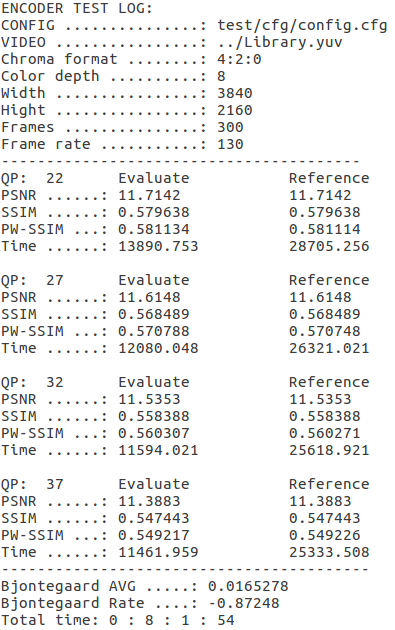 ENCODER TEST LOG:
CONFIG ...............: test/cfg/config.cfg
VIDEO ................: ../Library.yuv
Chroma format ........: 4:2:0
Color depth ..........: 8
Width ................: 3840
Hight ................: 2160
Frames ...............: 300
Frame rate ...........: 130
----------------------------------------
QP:  22      Evaluate           Reference
PSNR ......: 11.7142            11.7142
SSIM ......: 0.579638           0.579638
PW-SSIM ...: 0.581134           0.581114
Time ......: 13890.753          28705.256

QP:  27      Evaluate           Reference
PSNR ......: 11.6148            11.6148
SSIM ......: 0.568489           0.568489
PW-SSIM ...: 0.570788           0.570748
Time ......: 12080.048          26321.021

QP:  32      Evaluate           Reference
PSNR ......: 11.5353            11.5353
SSIM ......: 0.558388           0.558388
PW-SSIM ...: 0.560307           0.560271
Time ......: 11594.021          25618.921

QP:  37      Evaluate           Reference
PSNR ......: 11.3883            11.3883
SSIM ......: 0.547443           0.547443
PW-SSIM ...: 0.549217           0.549226
Time ......: 11461.959          25333.508
-----------------------------------------
Bjontegaard AVG .....: 0.0165278
Bjontegaard Rate ....: -0.87248
Total time: 0 : 8 : 1 : 54